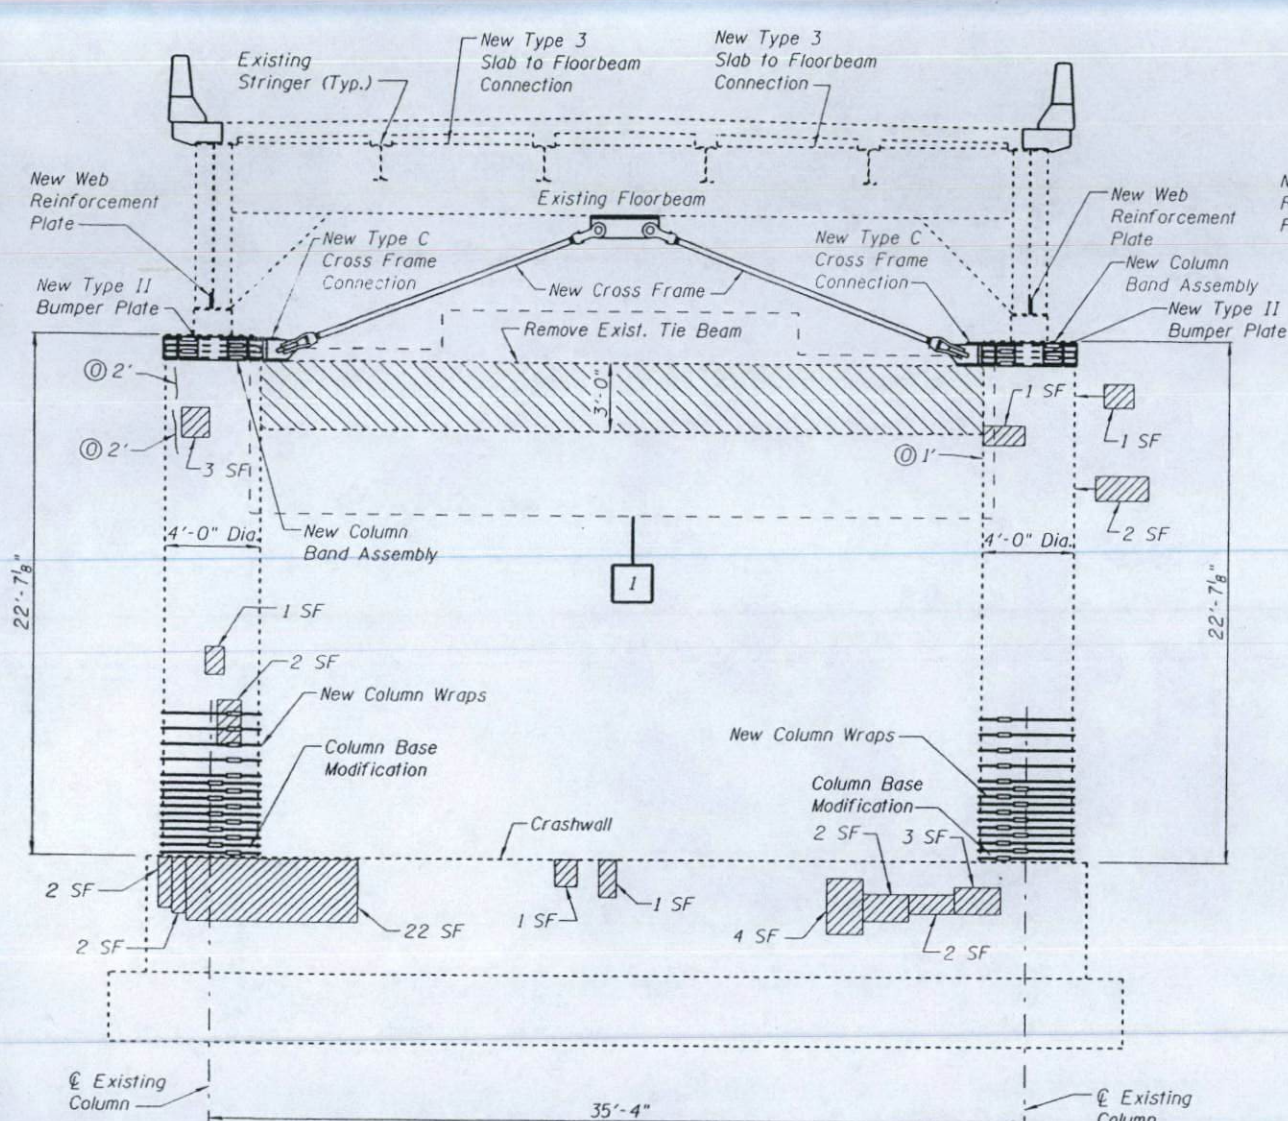 New Type 3
Slab to Floorbeam
Connection
New Type 3
Slab to Floorbeam
Connection
Existing
Stringer (Typ.)
New Web
Reinforcement
Plate
Existing Floorbeam
New Web
Reinforcement
Plate
New Type C
Cross Frame
Connection
New Type C
Cross Frame
Connection
New Column
Band Assembly
New Type II
Bumper Plate
New Cross Frame
New Type II
Bumper Plate
Remove Exist. Tie Beam
2'
3'-0"
1 SF
1 SF
2'
3 SF
1'
2 SF
4'-0" Dia.
New Column
Band Assembly
4'-0" Dia.
1
22'-7⅛"
22'-7⅛"
1 SF
2 SF
New Column Wraps
New Column Wraps
Column Base
Modification
Column Base
Modification
Crashwall
2 SF
3 SF
2 SF
1 SF
1 SF
2 SF
22 SF
4 SF
2 SF
℄ Existing
Column
35'-4"
℄ Existing
Column